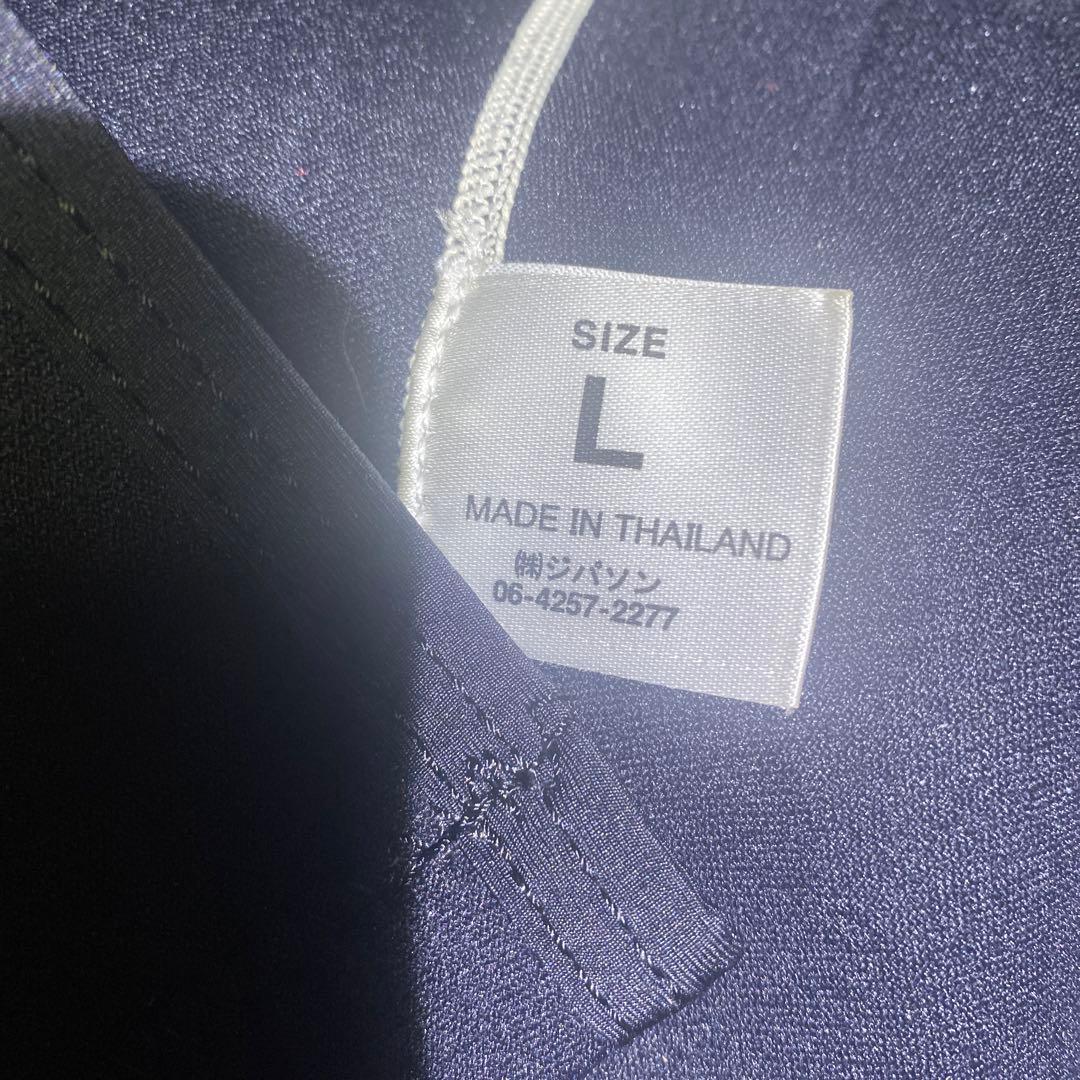 SIZE
L
MADE IN THAILAND
㈱ジパソン
06-4257-2277